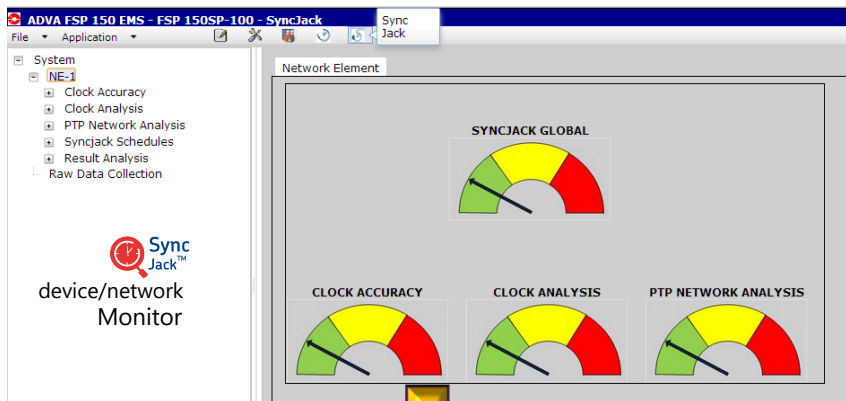 ADVA FSP 150 EMS - FSP 150SP-100 - SyncJack
Sync
Jack
File Application
System
NE-1
Clock Accuracy
Clock Analysis
PTP Network Analysis
Syncjack Schedules
Result Analysis
Raw Data Collection
Sync
Jack™
device/network
Monitor
Network Element
SYNCJACK GLOBAL
CLOCK ACCURACY
CLOCK ANALYSIS
PTP NETWORK ANALYSIS